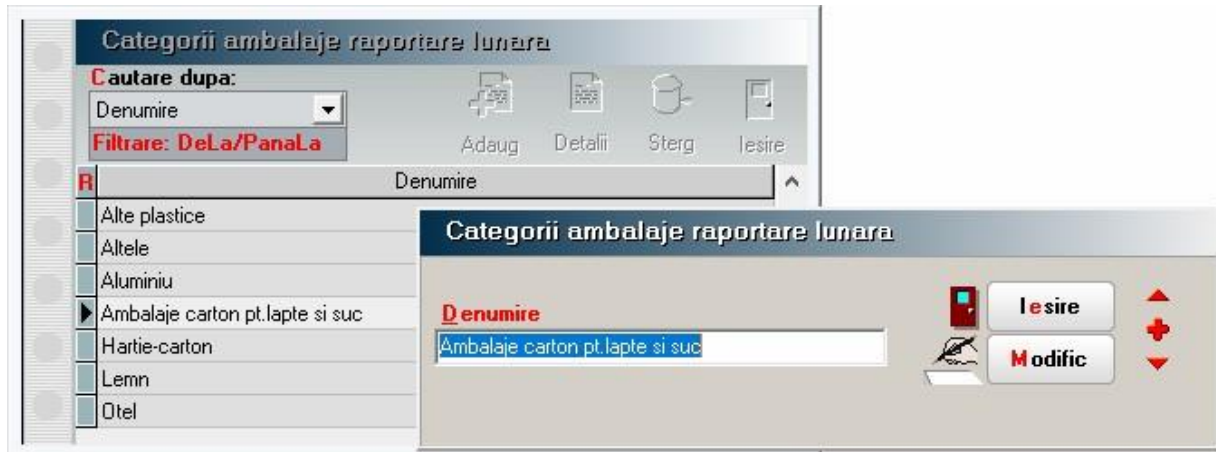 Categorii ambalaje raportare lunara
Cautare dupa:
Denumire
Filtrare: DeLa/PanaLa
Adaug Detalii Sterg Iesire
R Denumire
Alte plastice
Altele
Aluminiu
Ambalaje carton pt.lapte si suc
Hartie-carton
Lemn
Otel
Categorii ambalaje raportare lunara
Denumire
Ambalaje carton pt.lapte si suc
Iesire
Modific